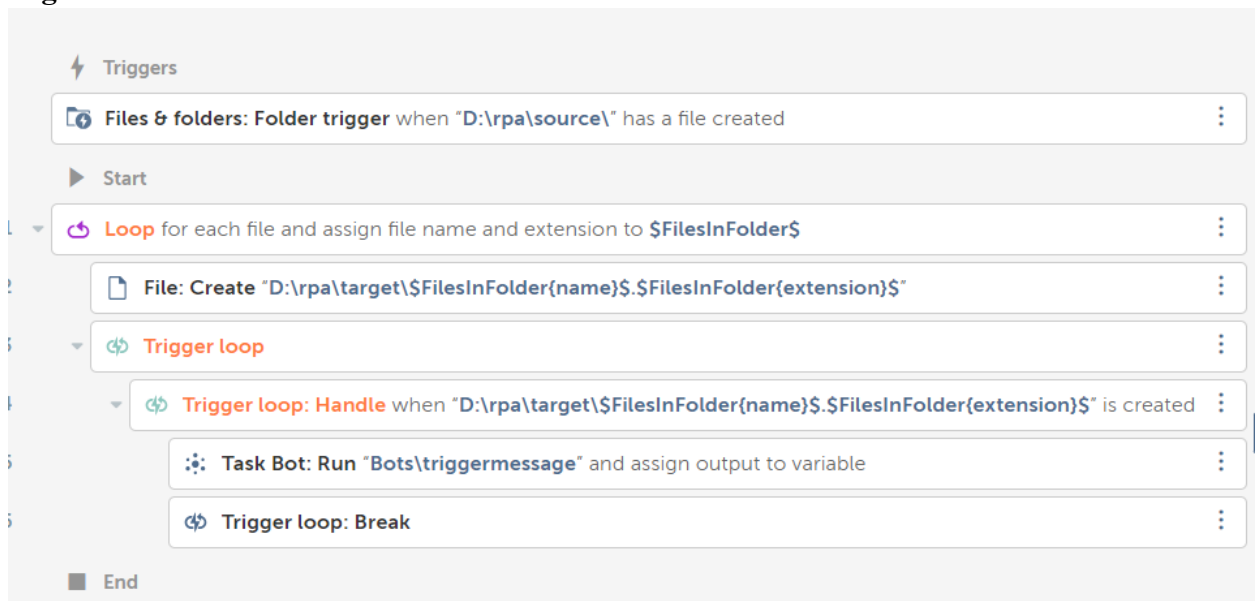 Triggers
Files & folders: Folder trigger when “D:\rpa\source\” has a file created
Start
Loop for each file and assign file name and extension to $FilesInFolder$
File: Create “D:\rpa\target\$FilesInFolder{name}$.$FilesInFolder{extension}$”
Trigger loop
Trigger loop: Handle when “D:\rpa\target\$FilesInFolder{name}$.$FilesInFolder{extension}$” is created
Task Bot: Run “Bots\triggermessage” and assign output to variable
Trigger loop: Break
End